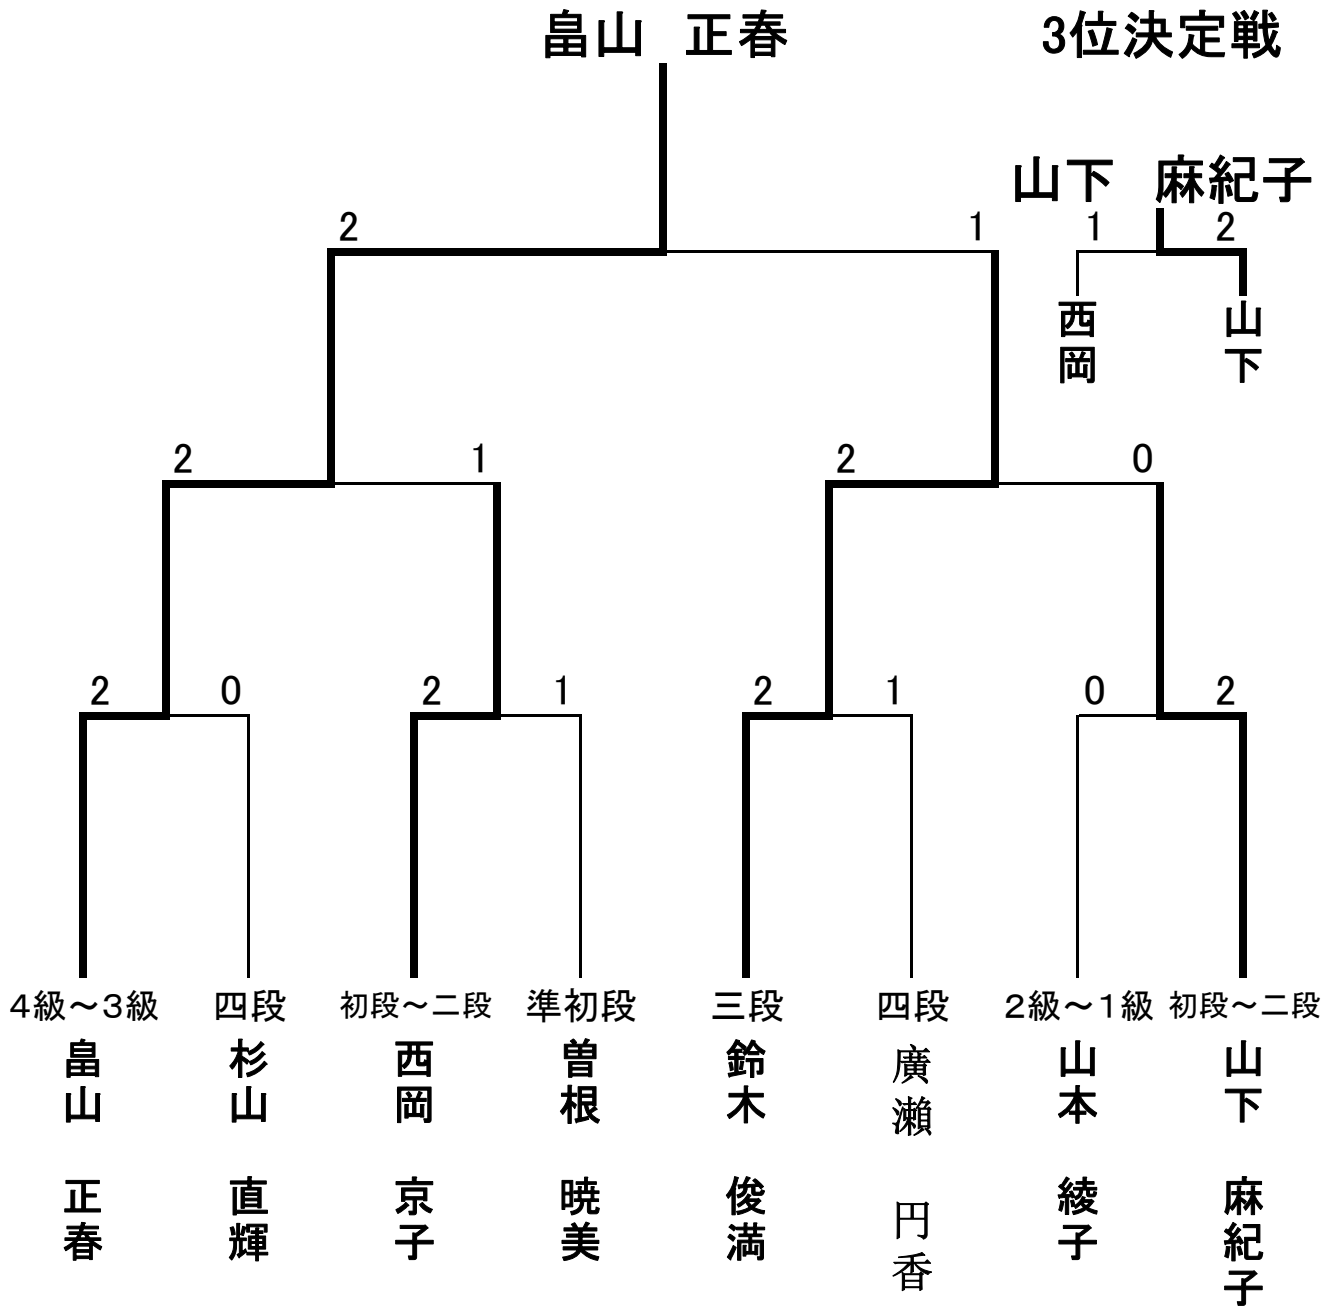 畠山　正春
3位決定戦
山下　麻紀子
2
1
1
2
西岡
山下
2
1
2
0
2
0
2
1
2
1
0
2
４級～３級
四段
初段～二段
準初段
三段
四段
２級～１級
初段～二段
畠山　正春
杉山　直輝
西岡　京子
曽根　暁美
鈴木　俊満
廣瀨　円香
山本　綾子
山下　麻紀子